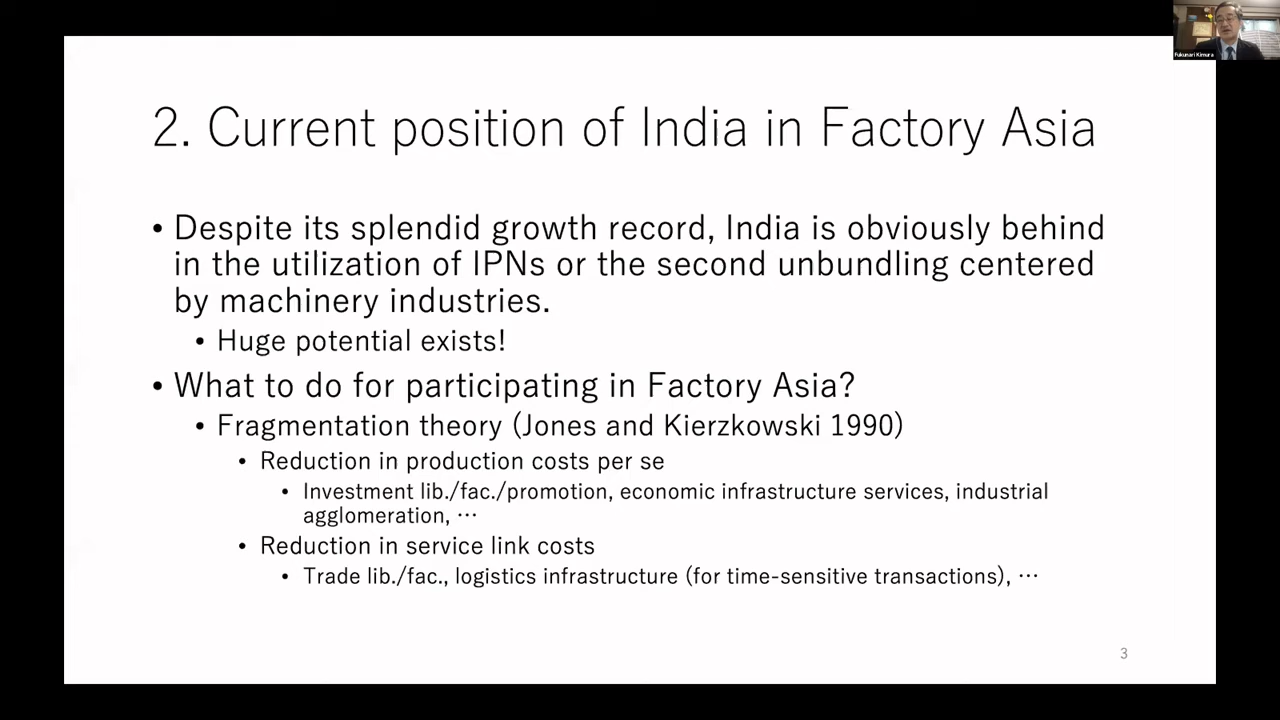 Fukunari Kimura
2. Current position of India in Factory Asia
• Despite its splendid growth record, India is obviously behind
in the utilization of IPNs or the second unbundling centered
by machinery industries.
• Huge potential exists!
• What to do for participating in Factory Asia?
• Fragmentation theory (Jones and Kierzkowski 1990)
• Reduction in production costs per se
• Investment lib./fac./promotion, economic infrastructure services, industrial
agglomeration, …
• Reduction in service link costs
• Trade lib./fac., logistics infrastructure (for time-sensitive transactions), …
3